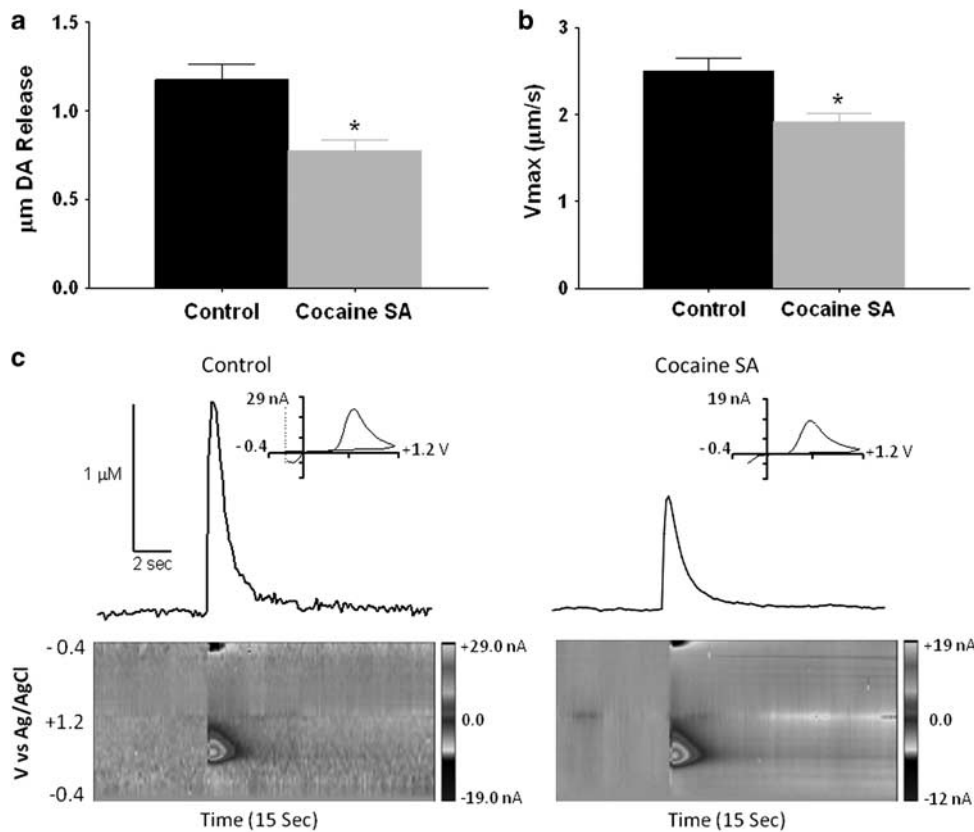 a
1.5
1.0
0.5
0.0
μm DA Release
*
Control
Cocaine SA
b
3
2
1
0
Vmax (μm/s)
*
Control
Cocaine SA
c
Control
29 nA
-0.4
+1.2 V
1 μM
2 sec
Cocaine SA
19 nA
-0.4
+1.2 V
V vs Ag/AgCl
-0.4
+1.2
-0.4
+29.0 nA
0.0
-19.0 nA
Time (15 Sec)
+19 nA
0.0
-12 nA
Time (15 Sec)